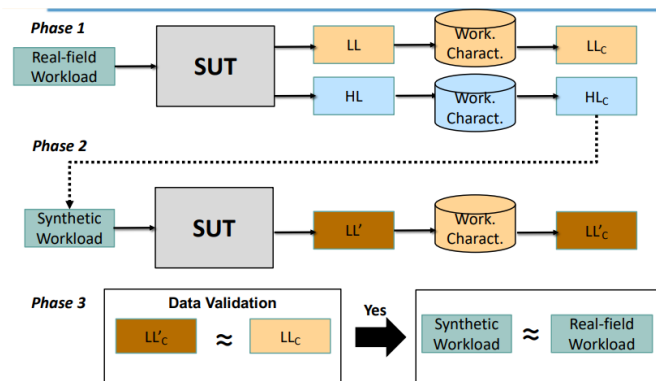 Phase 1
Real-field
Workload
SUT
LL
Work.
Charact.
LLC
HL
Work.
Charact.
HLC
Phase 2
Synthetic
Workload
SUT
LL'
Work.
Charact.
LL'C
Phase 3
Data Validation
LL'C ≈ LLC
Yes
Synthetic
Workload
≈
Real-field
Workload